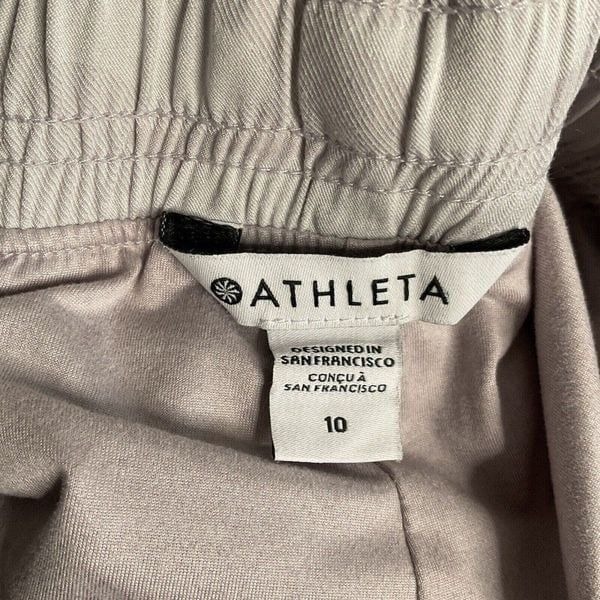 ATHLETA
DESIGNED IN
SAN FRANCISCO
CONÇU À
SAN FRANCISCO
10